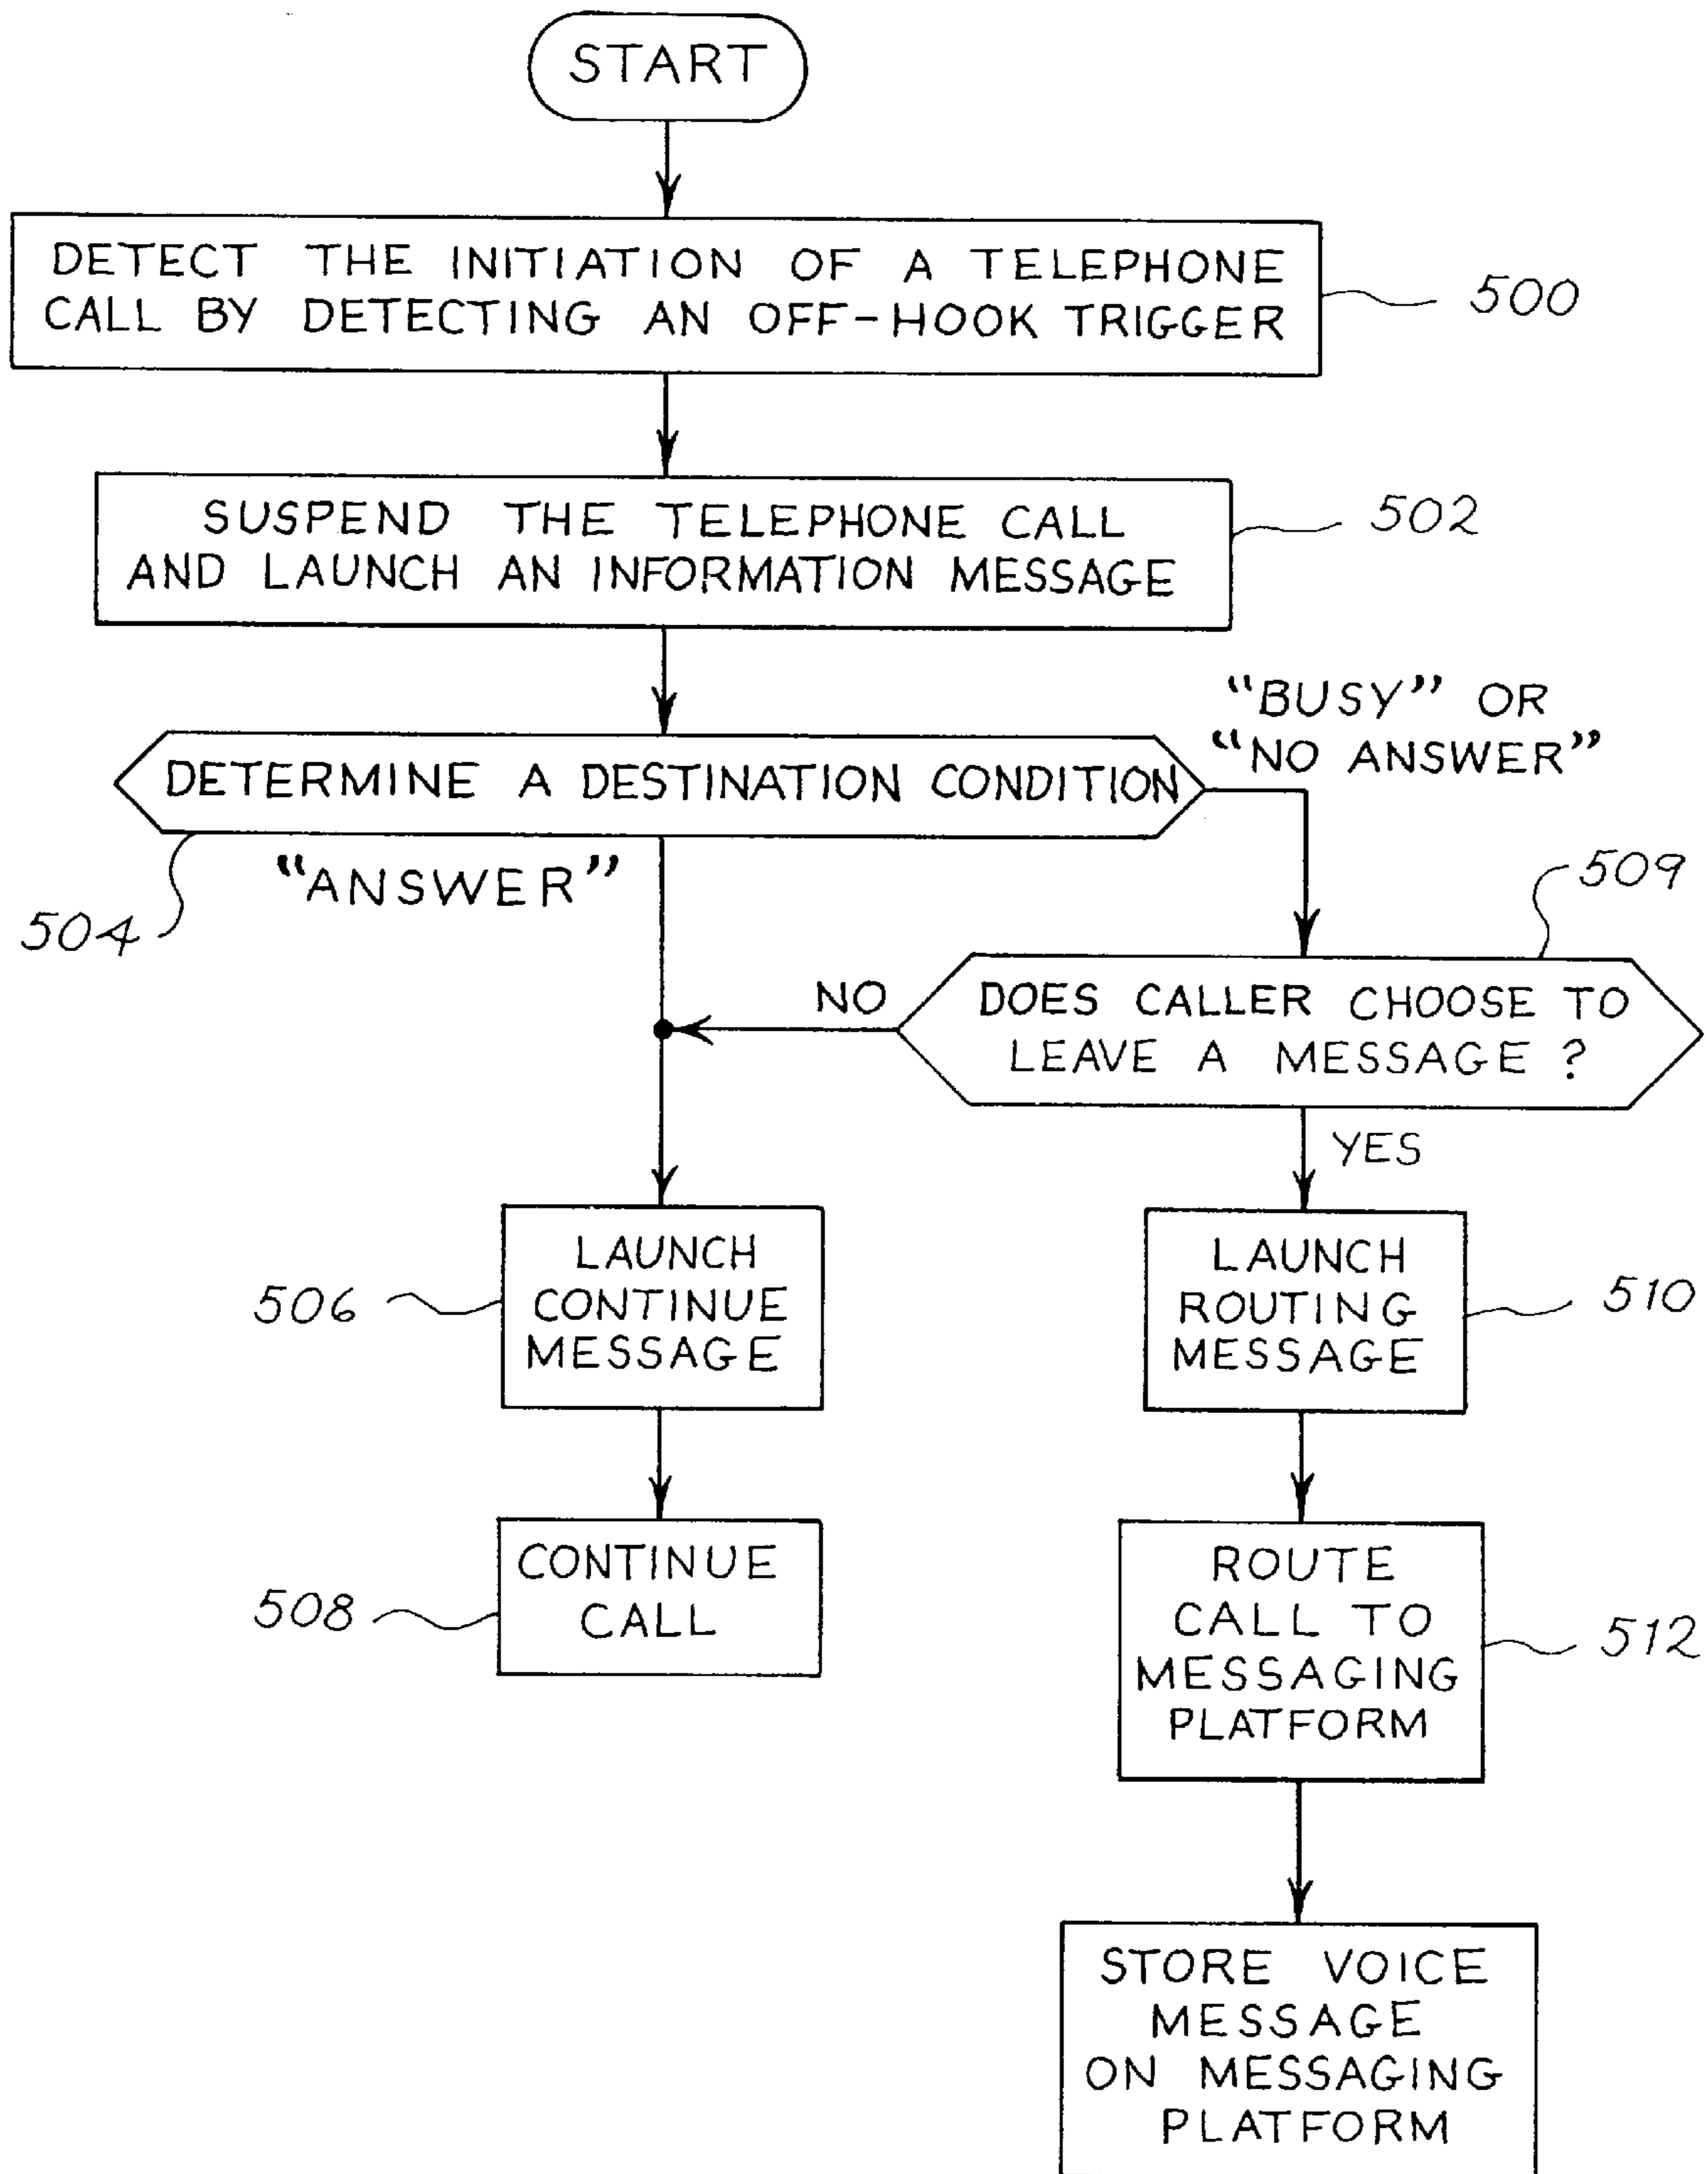 START
DETECT THE INITIATION OF A TELEPHONE
CALL BY DETECTING AN OFF-HOOK TRIGGER
500
SUSPEND THE TELEPHONE CALL
AND LAUNCH AN INFORMATION MESSAGE
502
"BUSY" OR
"NO ANSWER"
DETERMINE A DESTINATION CONDITION
504
"ANSWER"
509
NO
DOES CALLER CHOOSE TO
LEAVE A MESSAGE ?
YES
506
LAUNCH
CONTINUE
MESSAGE
LAUNCH
ROUTING
MESSAGE
510
508
CONTINUE
CALL
ROUTE
CALL TO
MESSAGING
PLATFORM
512
STORE VOICE
MESSAGE
ON MESSAGING
PLATFORM